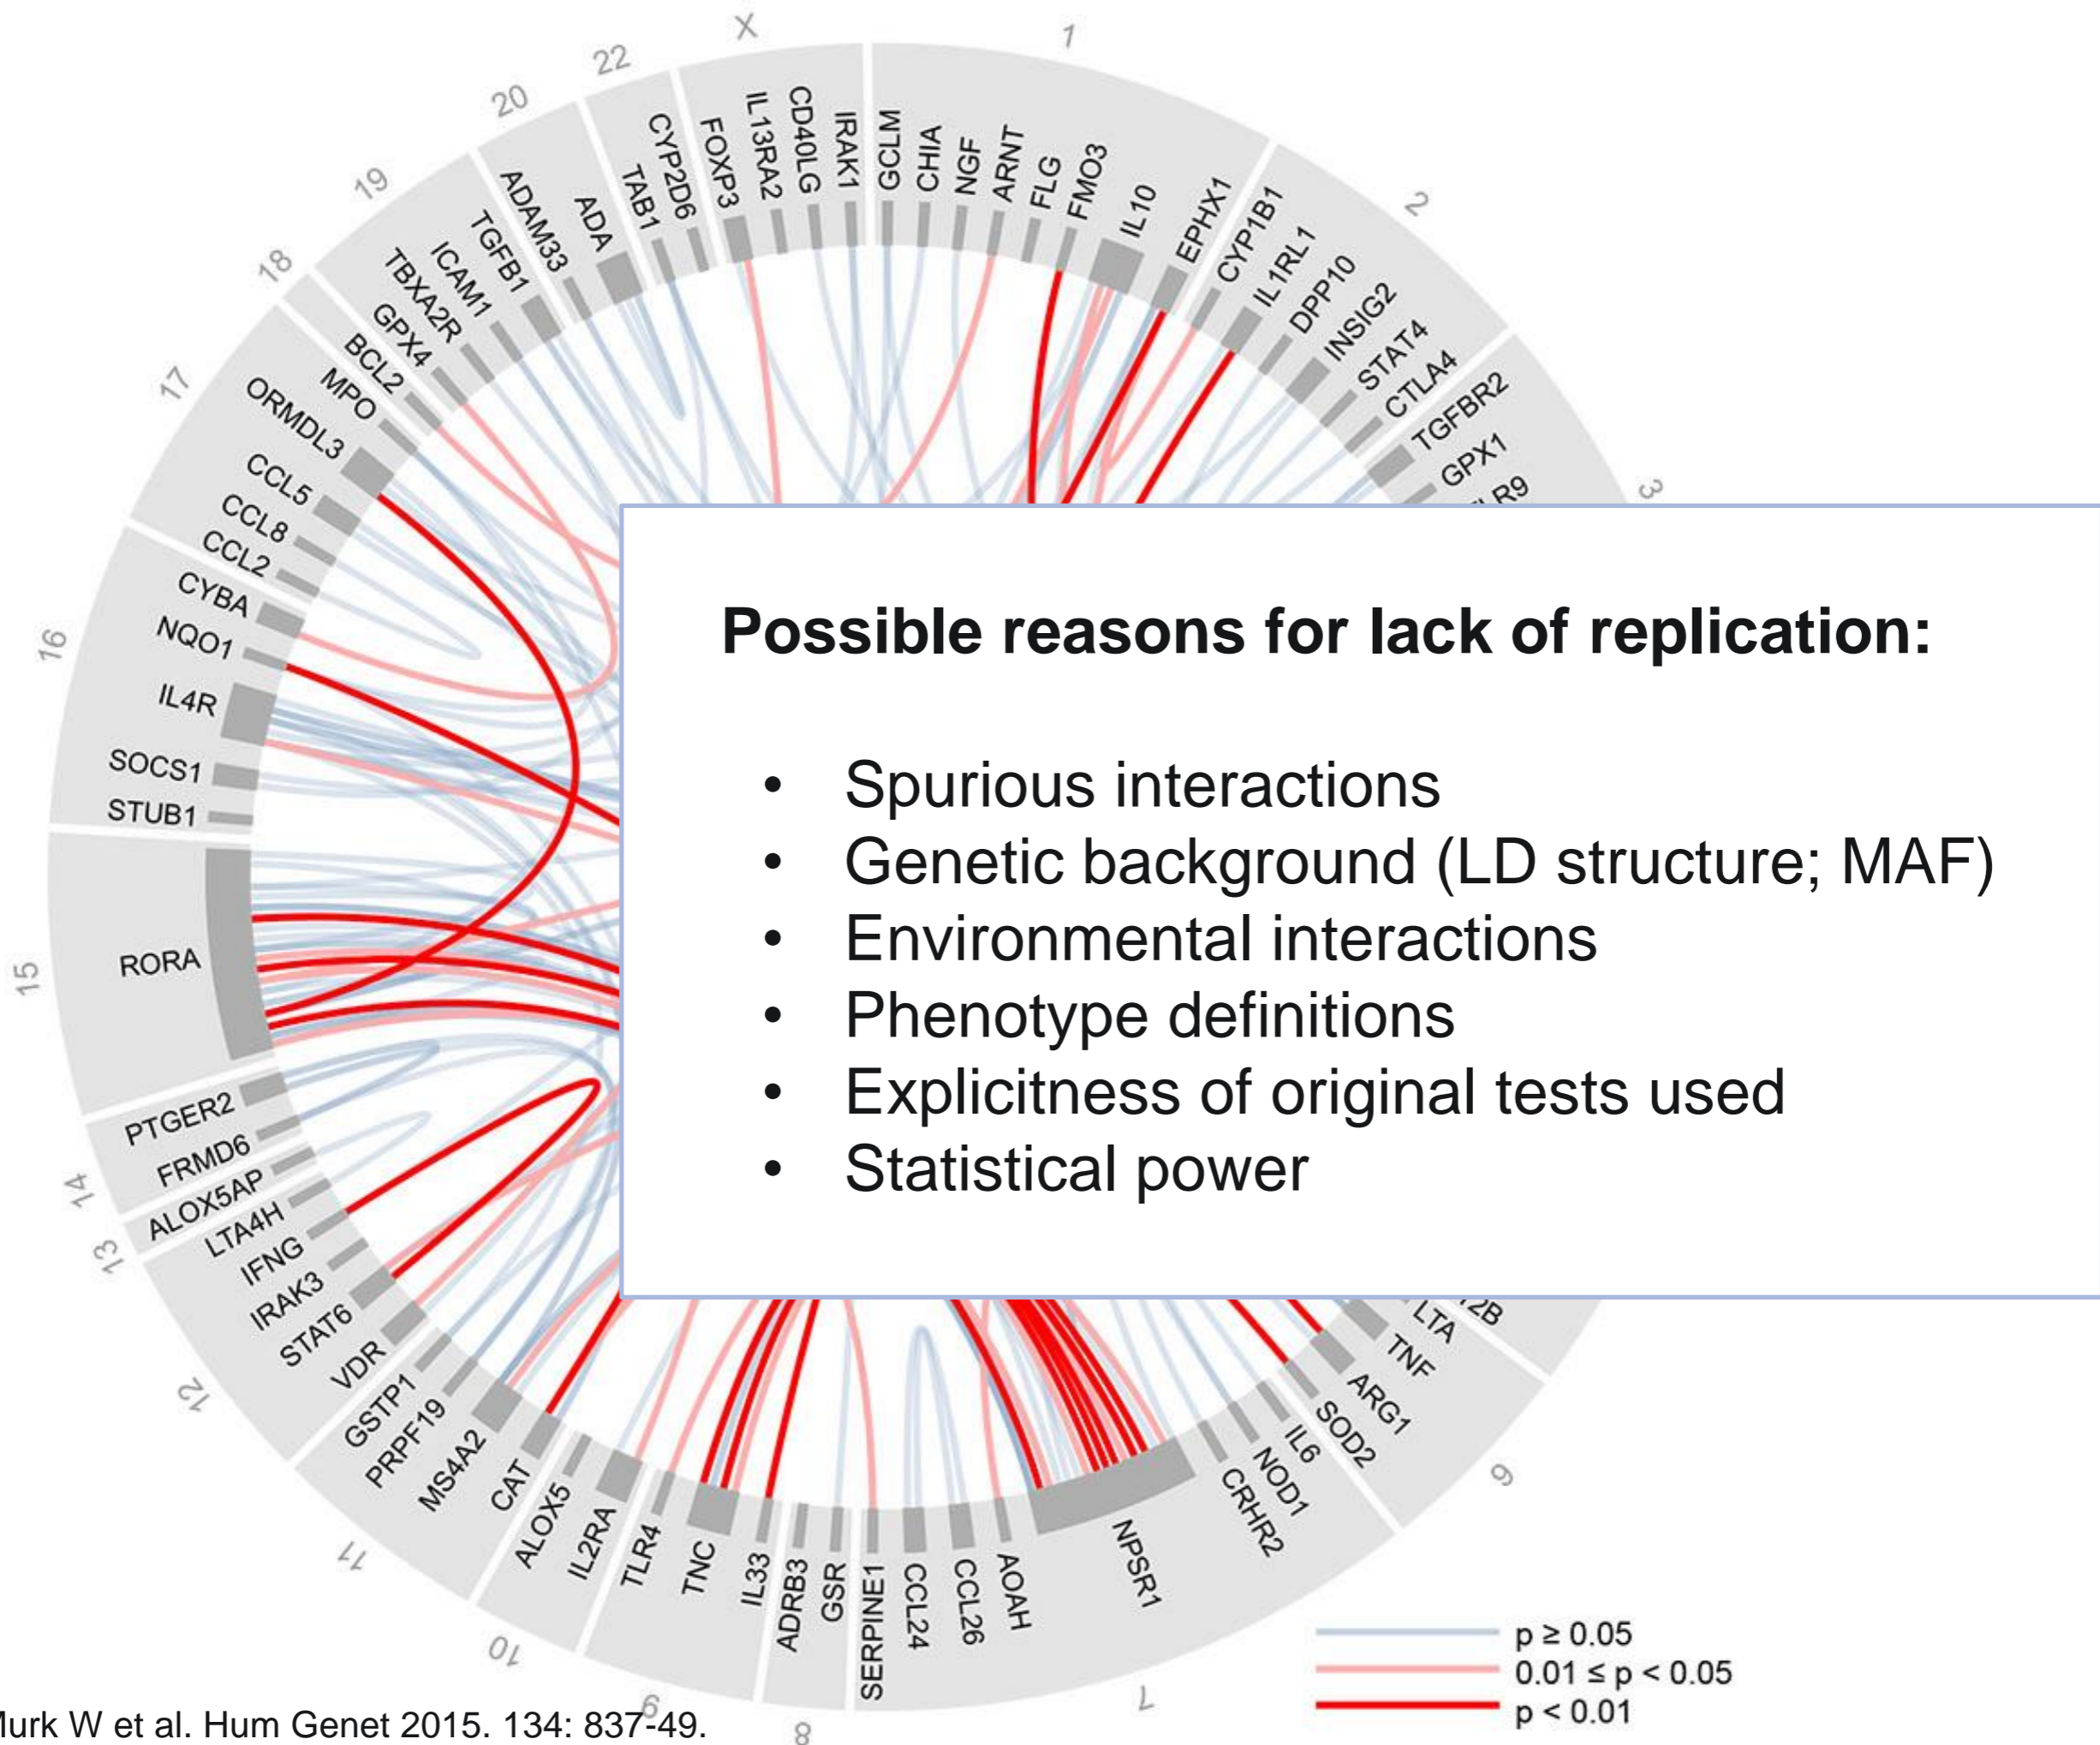 X
1
2
3
6
7
8
9
10
11
12
13
14
15
16
17
18
19
20
22
GCLM
CHIA
NGF
ARNT
FLG
FMO3
IL10
EPHX1
CYP1B1
IL1RL1
DPP10
INSIG2
STAT4
CTLA4
TGFBR2
GPX1
LTA
TNF
ARG1
SOD2
IL6
NOD1
CRHR2
NPSR1
AOAH
CCL26
CCL24
SERPINE1
GSR
ADRB3
IL33
TNC
TLR4
IL2RA
ALOX5
CAT
MS4A2
PRPF19
GSTP1
VDR
STAT6
IRAK3
IFNG
LTA4H
ALOX5AP
FRMD6
PTGER2
RORA
STUB1
SOCS1
IL4R
NQO1
CYBA
CCL2
CCL8
CCL5
ORMDL3
MPO
BCL2
GPX4
TBXA2R
ICAM1
TGFB1
ADAM33
ADA
TAB1
CYP2D6
FOXP3
IL13RA2
CD40LG
IRAK1
Possible reasons for lack of replication:
• Spurious interactions
• Genetic background (LD structure; MAF)
• Environmental interactions
• Phenotype definitions
• Explicitness of original tests used
• Statistical power
p ≥ 0.05
0.01 ≤ p < 0.05
p < 0.01
Murk W et al. Hum Genet 2015. 134: 837-49.